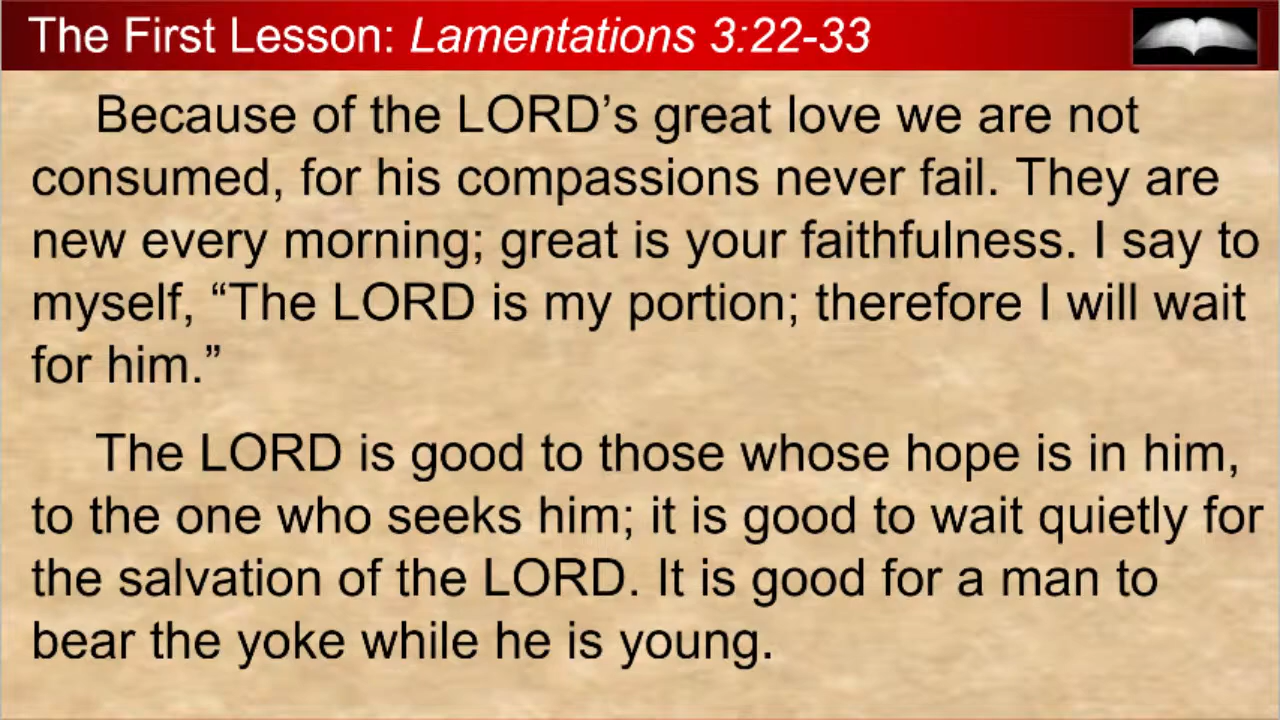 The First Lesson: Lamentations 3:22-33
Because of the LORD’s great love we are not
consumed, for his compassions never fail. They are
new every morning; great is your faithfulness. I say to
myself, “The LORD is my portion; therefore I will wait
for him.”
The LORD is good to those whose hope is in him,
to the one who seeks him; it is good to wait quietly for
the salvation of the LORD. It is good for a man to
bear the yoke while he is young.